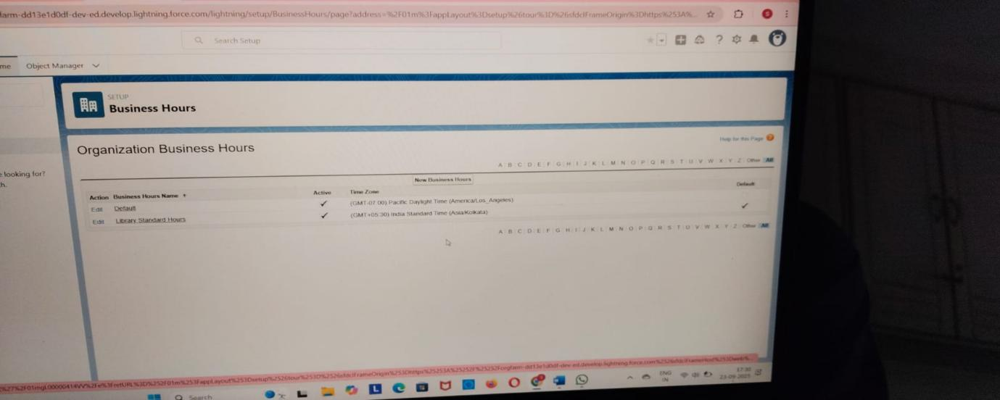 farm-dd13e1d0df-dev-ed.develop.lightning.force.com/lightning/setup/BusinessHours/page?address=%2F01m%3FappLayout%3Dsetup%26tour%3D%26sfdcIFrameOrigin%3Dhttps%253A%...
S
Search Setup
me Object Manager
SETUP
Business Hours
Help for this Page ?
Organization Business Hours
A B C D E F G H I J K L M N O P Q R S T U V W X Y Z Other All
New Business Hours
Action Business Hours Name ↑ Active Time Zone Default
Edit Default ✓ (GMT-07:00) Pacific Daylight Time (America/Los_Angeles)
Edit Library Standard Hours ✓ (GMT+05:30) India Standard Time (Asia/Kolkata) ✓
A B C D E F G H I J K L M N O P Q R S T U V W X Y Z Other All
looking for?
h.
ENG
IN
17:30
23-09-2025
Search